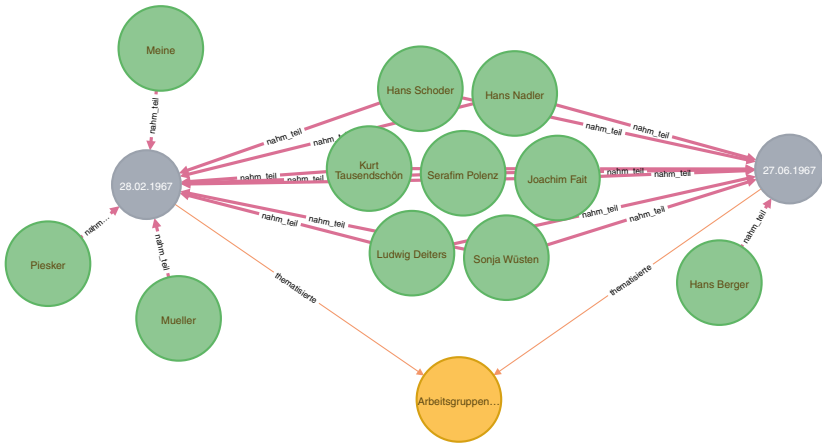 Meine
Hans Schoder
Hans Nadler
nahm_teil
nahm_teil
nahm_teil
nahm_teil
nahm_teil
28.02.1967
Kurt
Tausendschön
Serafim Polenz
Joachim Fait
27.06.1967
nahm_teil
nahm_teil
nahm_teil
nahm_teil
nahm_teil
nahm_teil
nahm_teil
nahm_teil
nahm…
nahm_teil
nahm_teil
Piesker
Ludwig Deiters
Sonja Wüsten
Hans Berger
Mueller
thematisierte
thematisierte
Arbeitsgruppen…